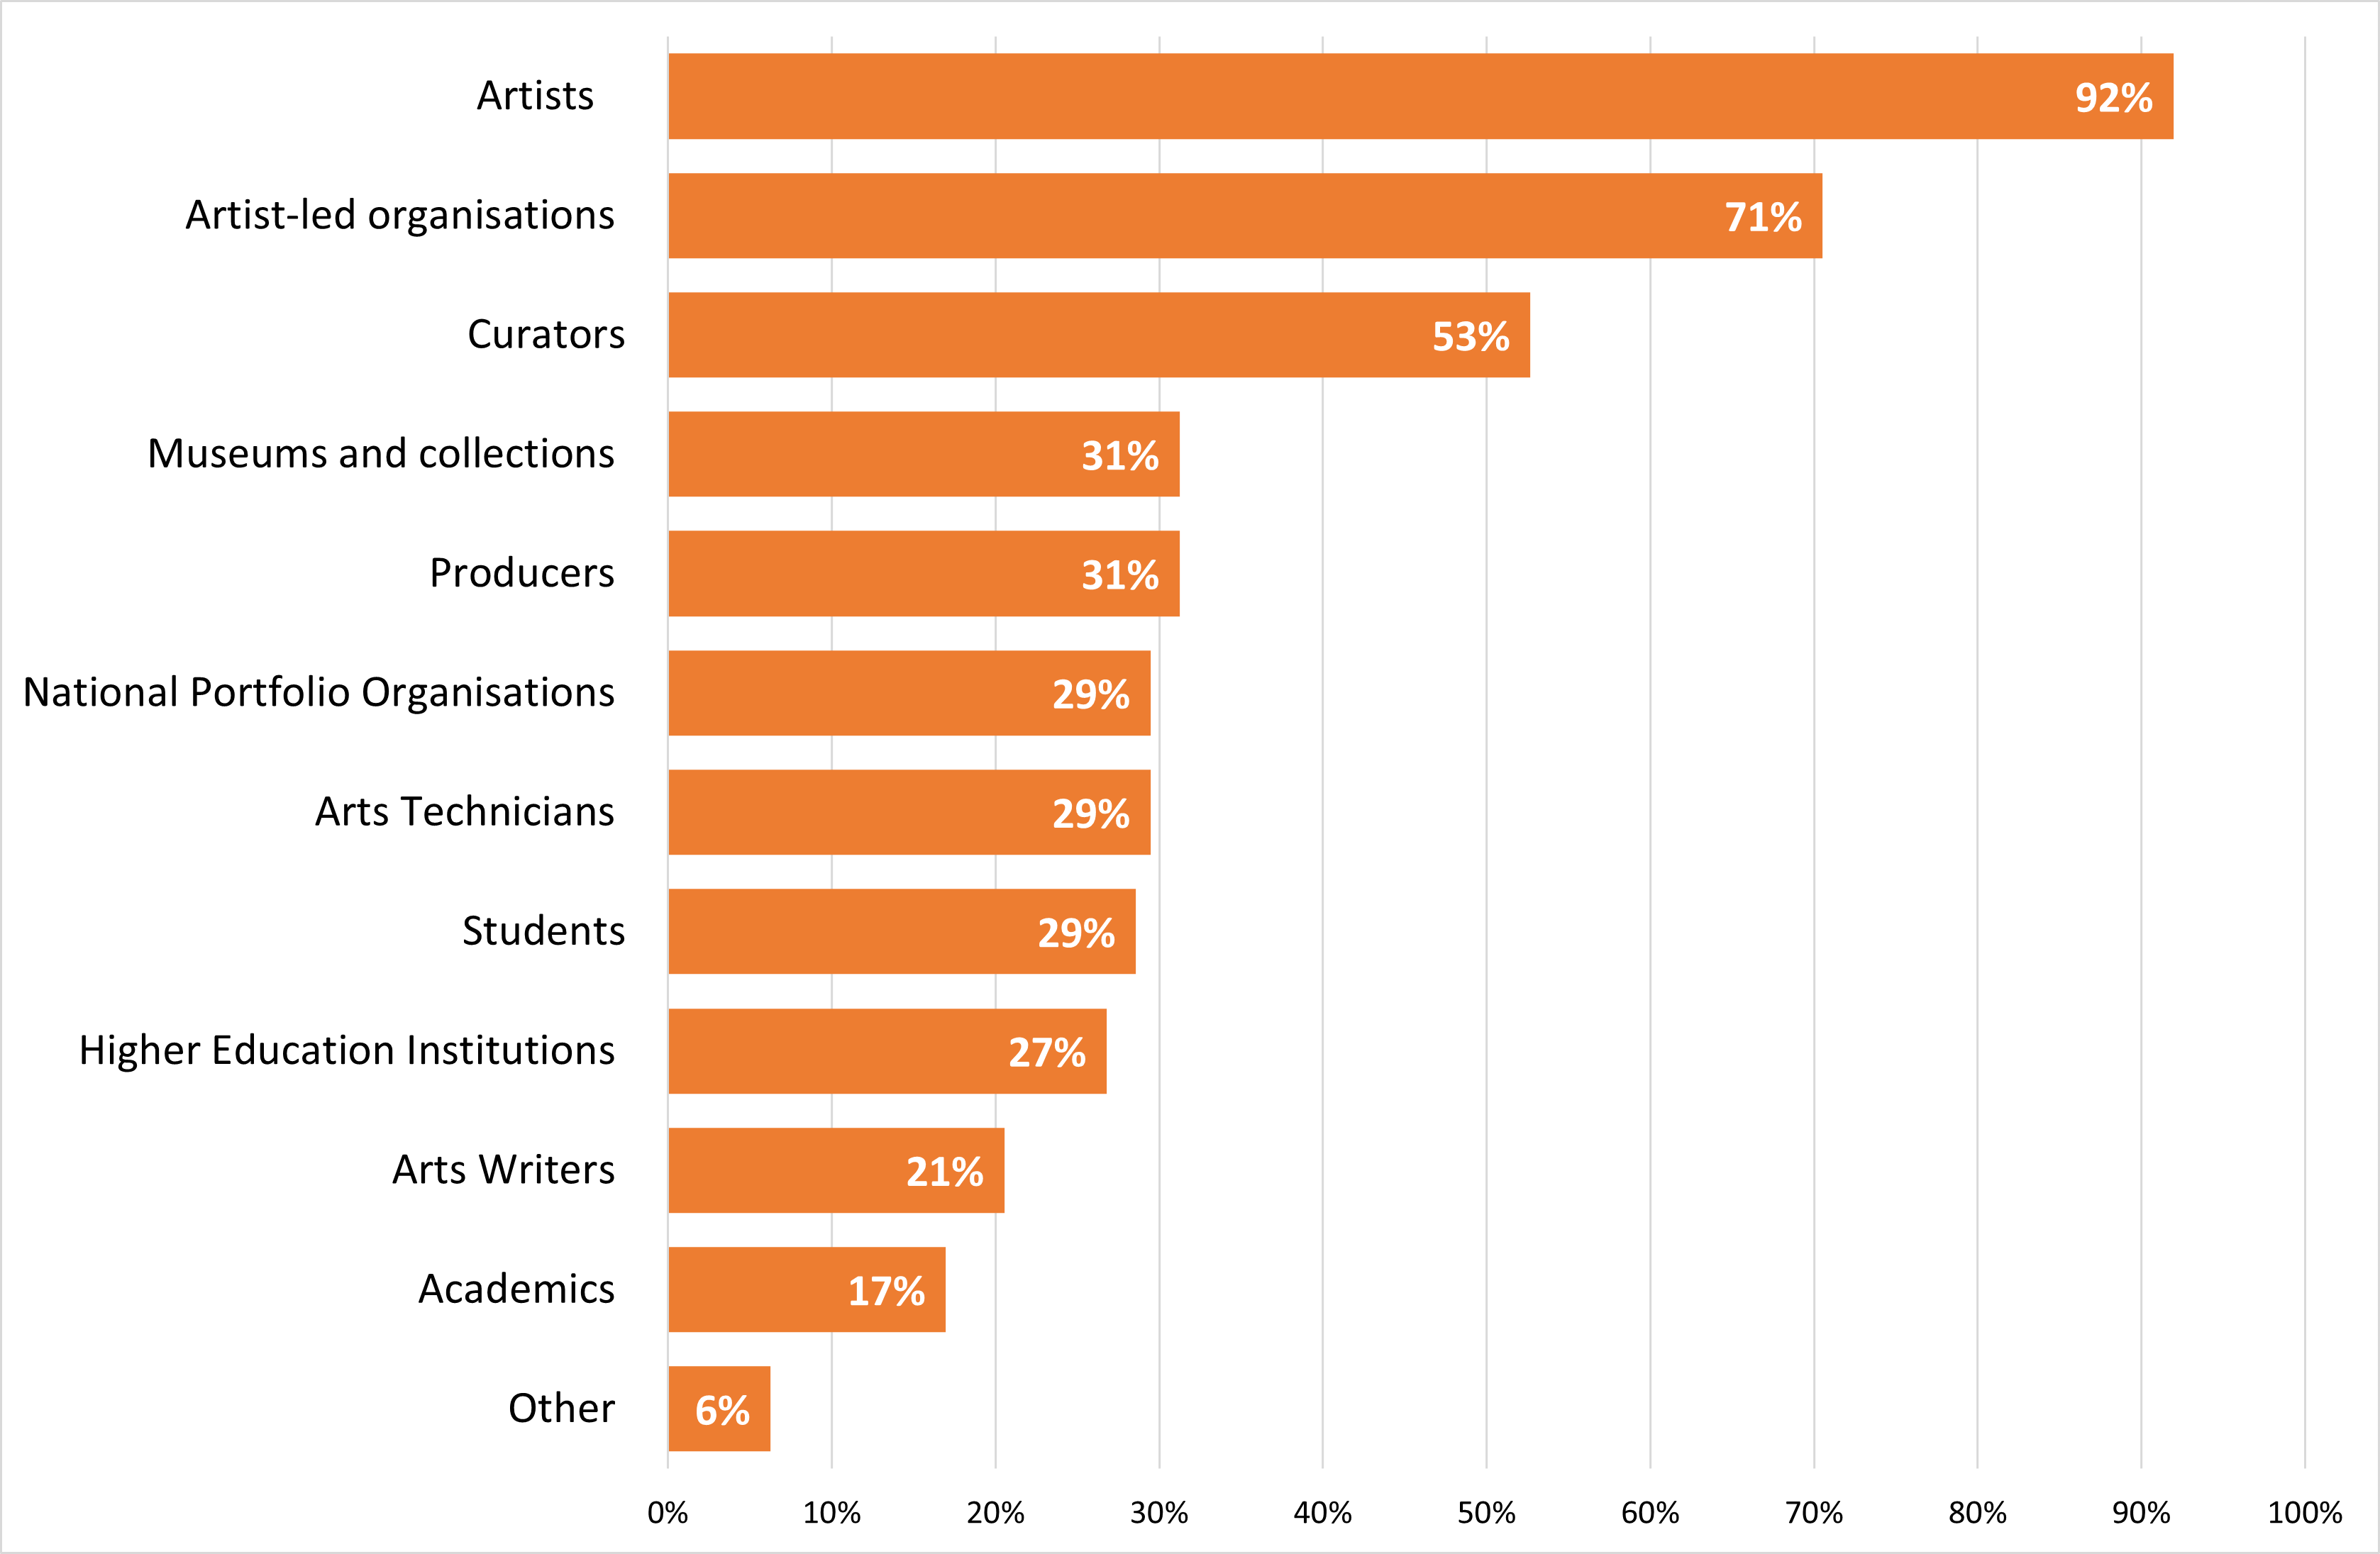 Artists 92%
Artist-led organisations 71%
Curators 53%
Museums and collections 31%
Producers 31%
National Portfolio Organisations 29%
Arts Technicians 29%
Students 29%
Higher Education Institutions 27%
Arts Writers 21%
Academics 17%
Other 6%
0% 10% 20% 30% 40% 50% 60% 70% 80% 90% 100%